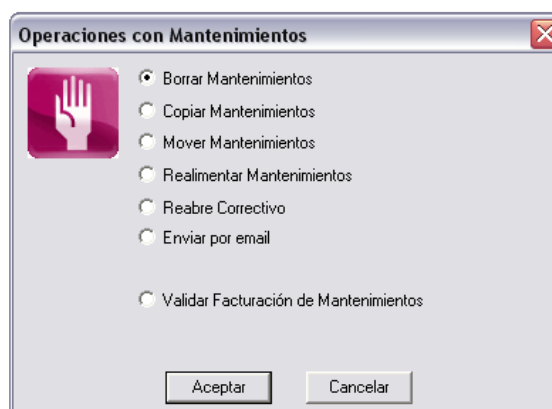 Operaciones con Mantenimientos
Borrar Mantenimientos
Copiar Mantenimientos
Mover Mantenimientos
Realimentar Mantenimientos
Reabre Correctivo
Enviar por email
Validar Facturación de Mantenimientos
Aceptar
Cancelar